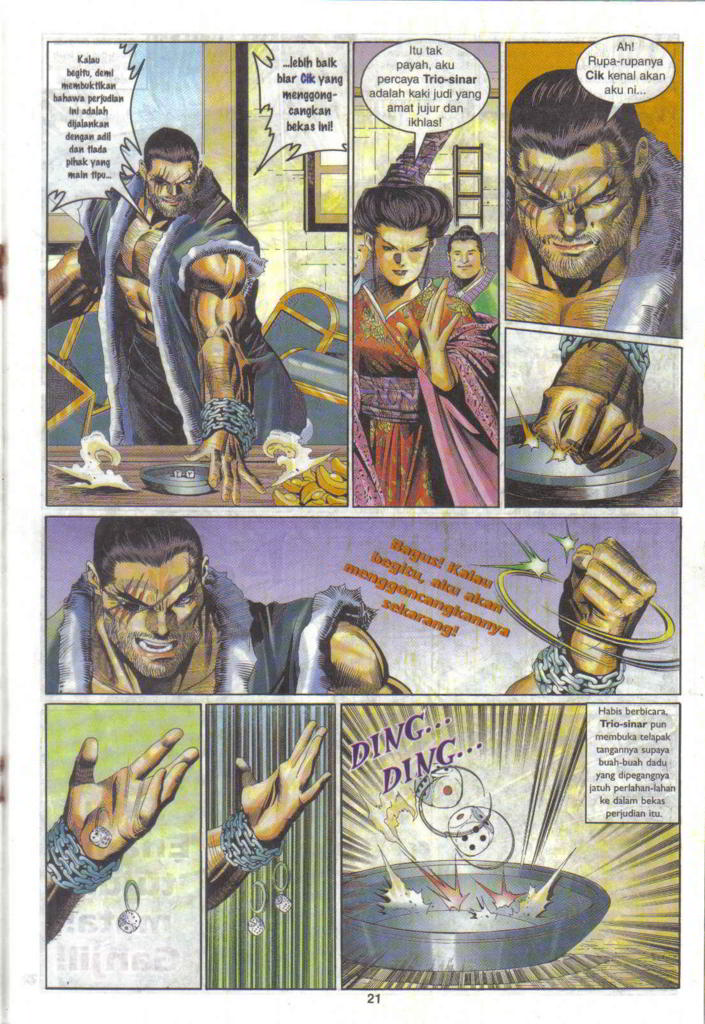 Kalau
begitu, demi
membuktikan
bahawa perjudian
ini adalah
dijalankan
dengan adil
dan tiada
pihak yang
main tipu...
...lebih baik
biar Cik yang
menggong-
cangkan
bekas ini!
Itu tak
payah, aku
percaya Trio-sinar
adalah kaki judi yang
amat jujur dan
ikhlas!
Ah!
Rupa-rupanya
Cik kenal akan
aku ni...
Bagus! Kalau
begitu, aku akan
menggoncangkannya
sekarang!
DING...
DING...
Habis berbicara,
Trio-sinar pun
membuka telapak
tangannya supaya
buah-buah dadu
yang dipegangnya
jatuh perlahan-lahan
ke dalam bekas
perjudian itu.
21